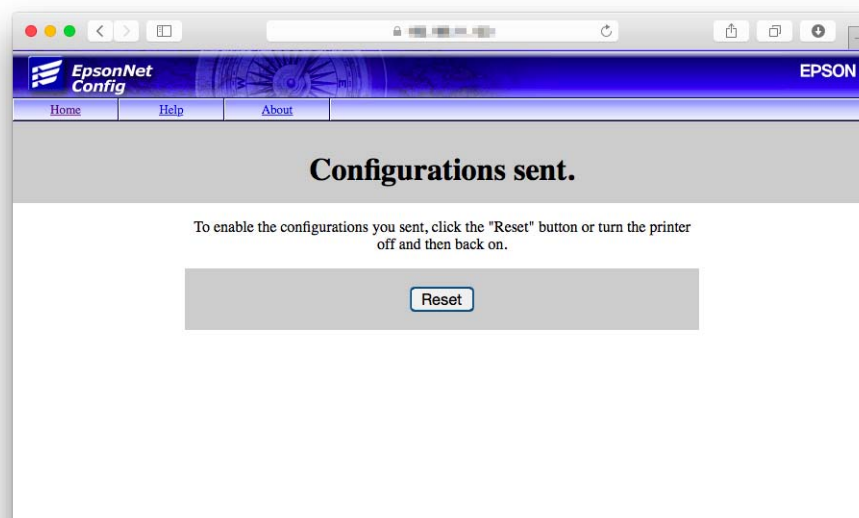 EpsonNet
Config
EPSON
Home Help About
Configurations sent.
To enable the configurations you sent, click the "Reset" button or turn the printer
off and then back on.
Reset